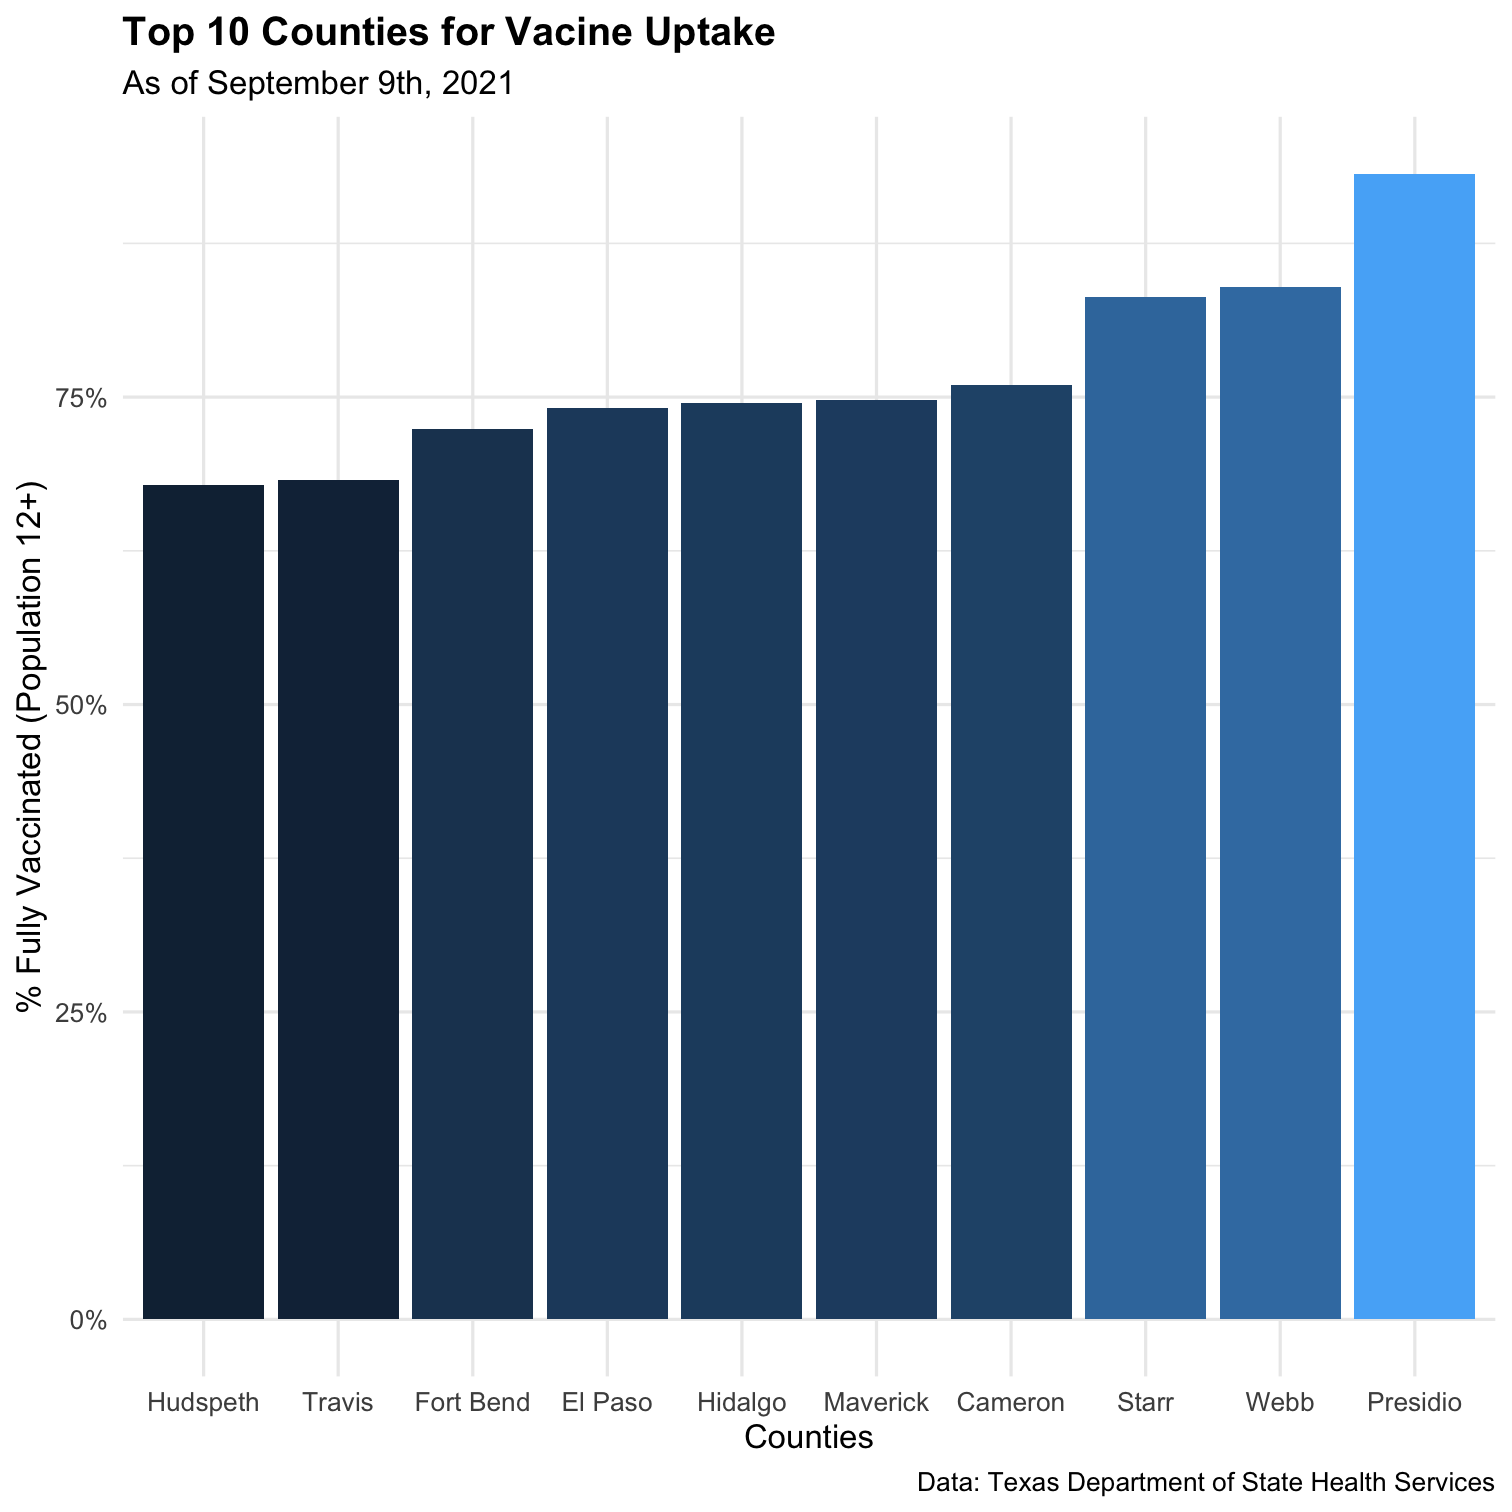 Top 10 Counties for Vacine Uptake
As of September 9th, 2021
% Fully Vaccinated (Population 12+)
75%
50%
25%
0%
Hudspeth Travis Fort Bend El Paso Hidalgo Maverick Cameron Starr Webb Presidio
Counties
Data: Texas Department of State Health Services